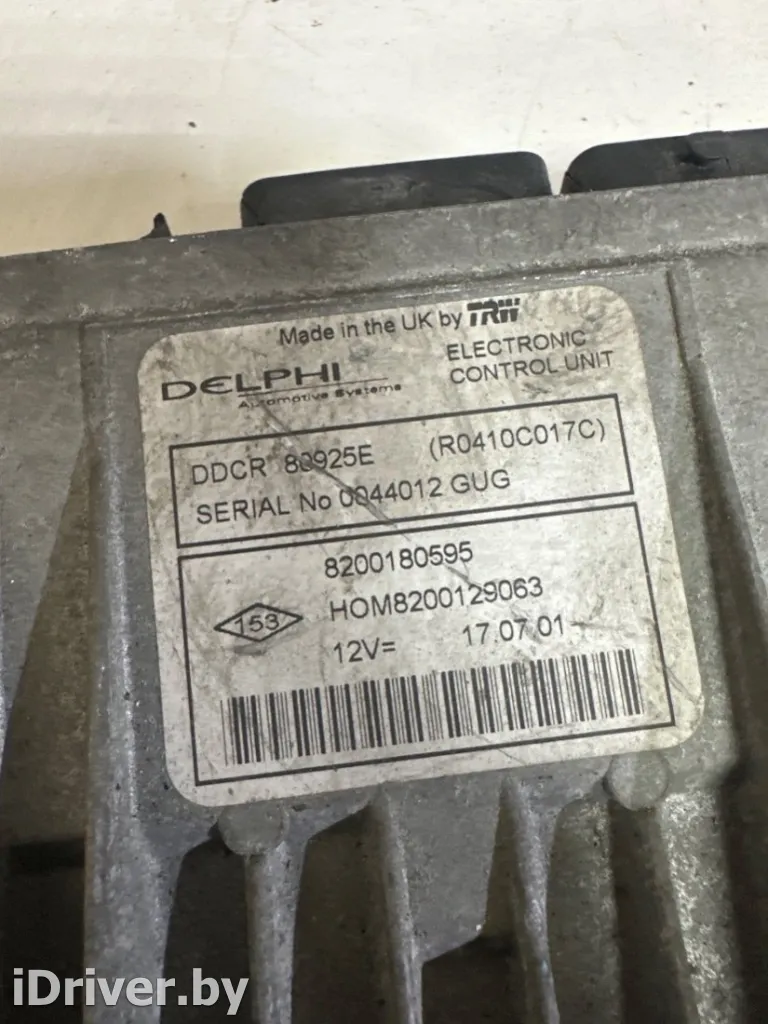 Made in the UK by TRW
DELPHI
Automotive Systems
ELECTRONIC
CONTROL UNIT
DDCR 80925E (R0410C017C)
SERIAL No 0044012 GUG
8200180595
153
HOM8200129063
12V= 17.07.01
iDriver.by